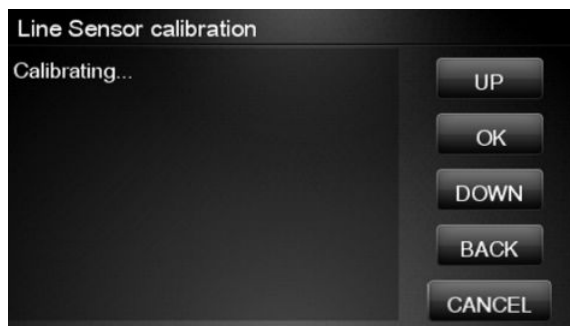 Line Sensor calibration
Calibrating...
UP
OK
DOWN
BACK
CANCEL